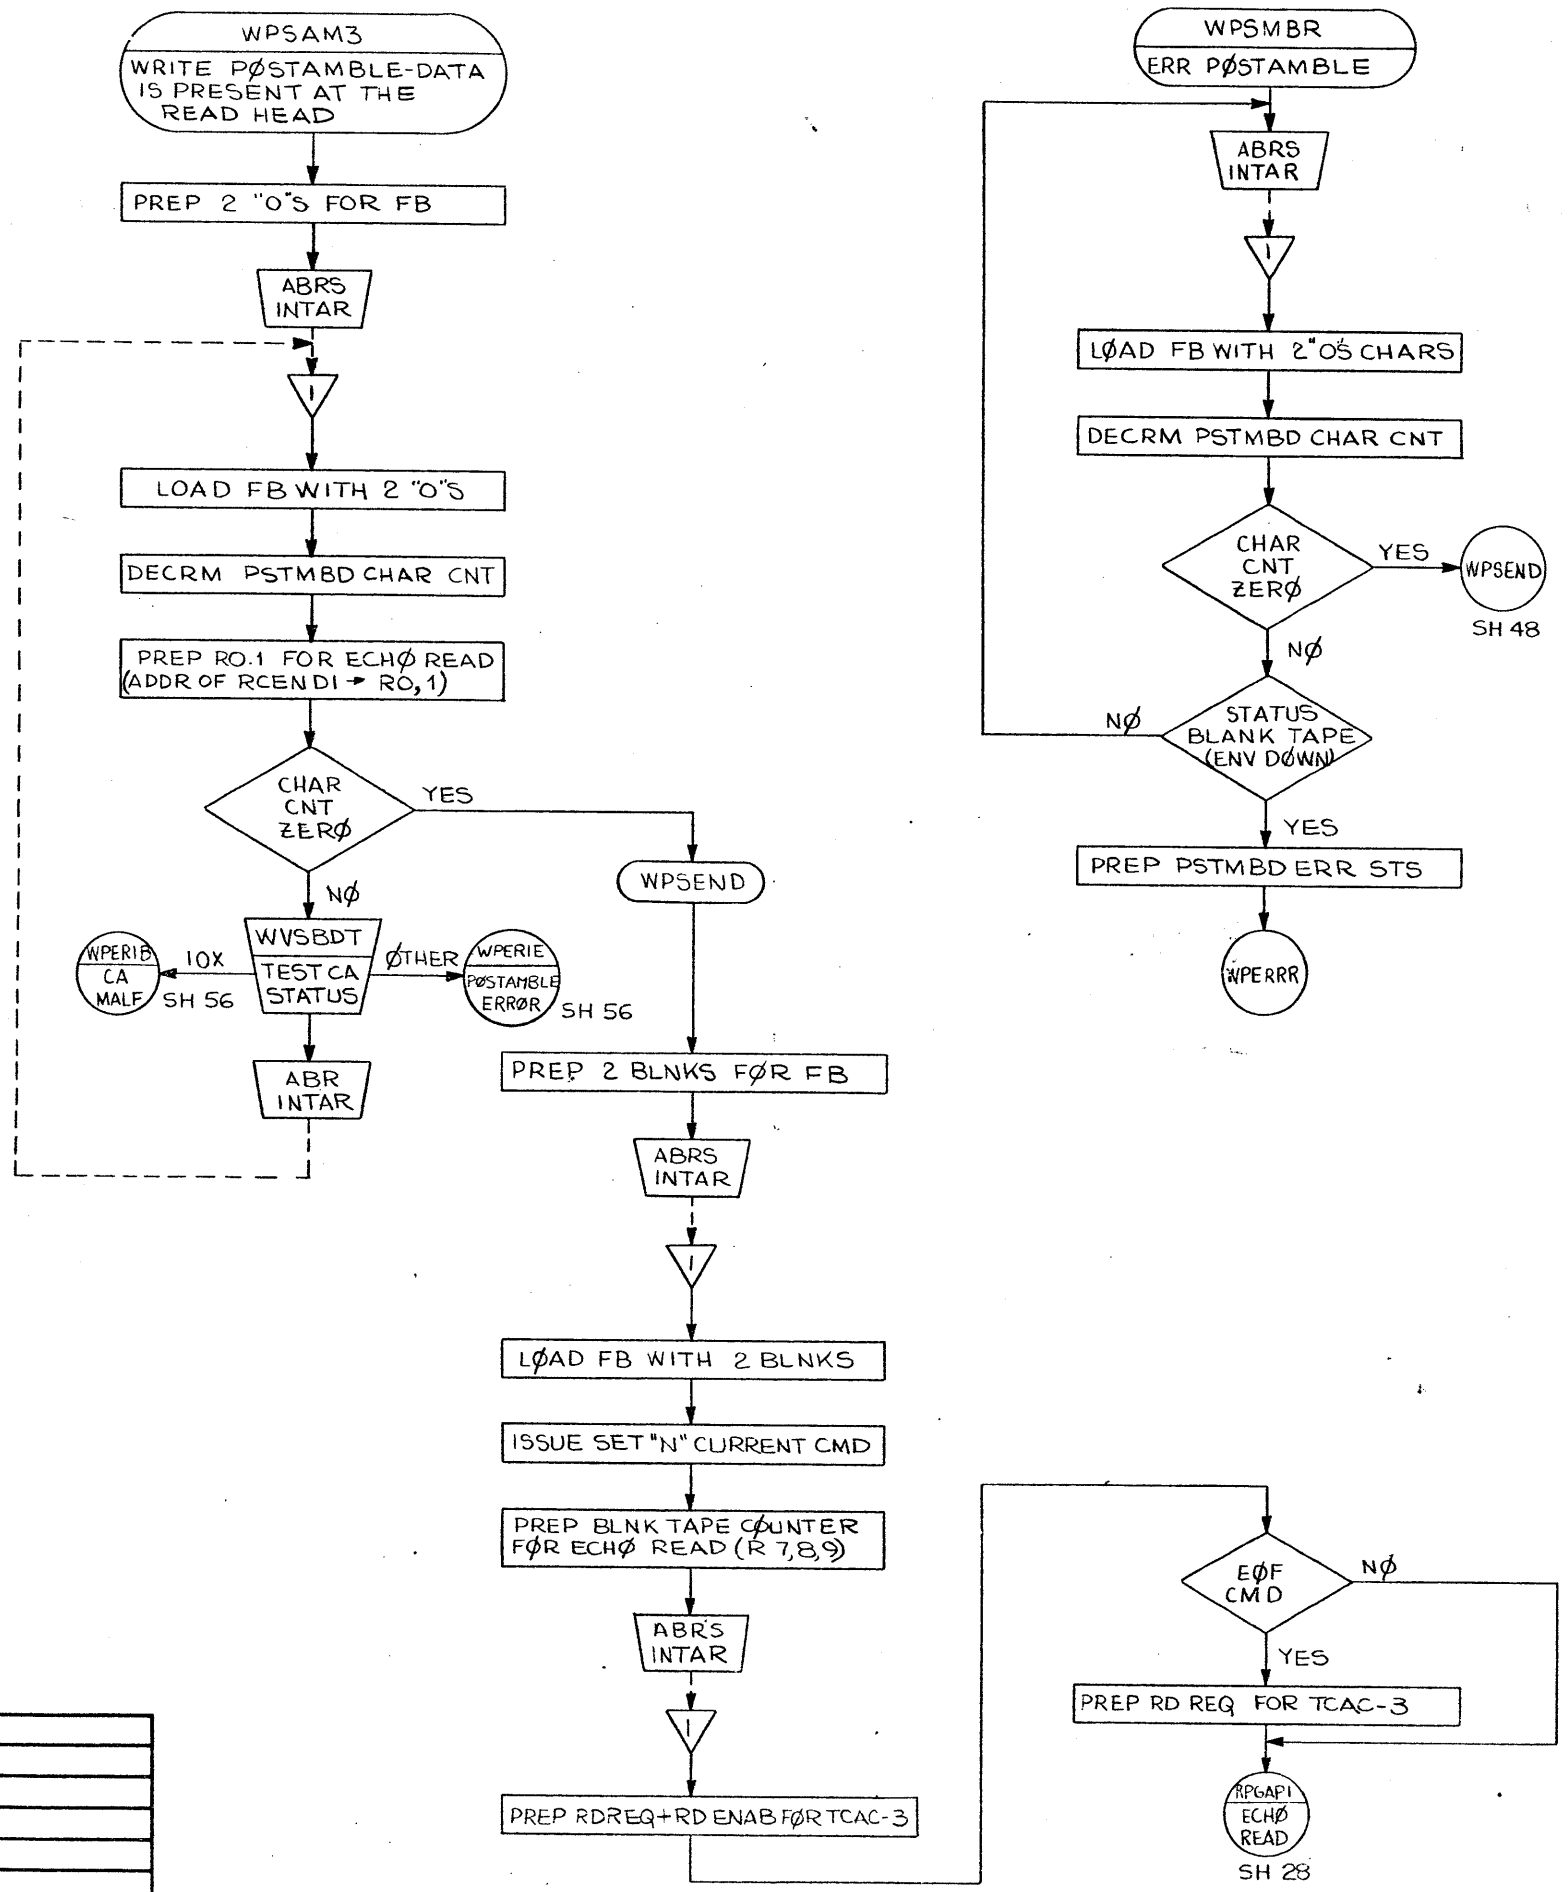 WPSAM3
WRITE PØSTAMBLE-DATA
IS PRESENT AT THE
READ HEAD
PREP 2 "O"S FOR FB
ABRS
INTAR
I
LOAD FB WITH 2 "O"S
DECRM PSTMBD CHAR CNT
PREP RO.1 FOR ECHØ READ
(ADDR OF RCENDI → RO,1)
CHAR
CNT
ZERØ
YES
NØ
WVSBDT
TEST CA
STATUS
10X
WPERIB
CA
MALF
SH 56
ØTHER
WPERIE
PØSTAMBLE
ERRØR
SH 56
ABR
INTAR
WPSEND
PREP 2 BLNKS FØR FB
ABRS
INTAR
I
LØAD FB WITH 2 BLNKS
ISSUE SET "N" CURRENT CMD
PREP BLNK TAPE CØUNTER
FØR ECHØ READ (R 7,8,9)
ABRS
INTAR
I
PREP RDREQ+RD ENAB FØR TCAC-3
WPSMBR
ERR PØSTAMBLE
ABRS
INTAR
I
LØAD FB WITH 2"O"S CHARS
DECRM PSTMBD CHAR CNT
CHAR
CNT
ZERØ
YES
WPSEND
SH 48
NØ
STATUS
BLANK TAPE
(ENV DØWN)
NØ
YES
PREP PSTMBD ERR STS
WPERRR
EØF
CMD
NØ
YES
PREP RD REQ FOR TCAC-3
RPGAP1
ECHØ
READ
SH 28